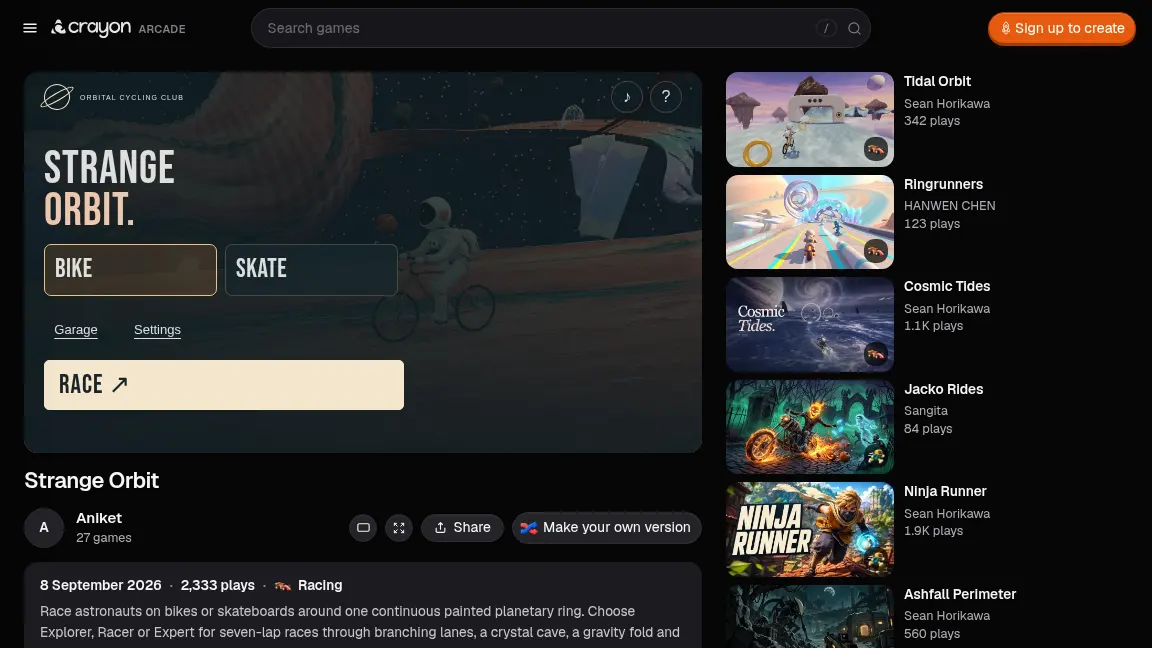 crayon ARCADE
Search games
/
Sign up to create
ORBITAL CYCLING CLUB
♪
?
STRANGE
ORBIT.
BIKE
SKATE
Garage
Settings
RACE ↗
Strange Orbit
A
Aniket
27 games
Share
Make your own version
8 September 2026 · 2,333 plays · Racing
Race astronauts on bikes or skateboards around one continuous painted planetary ring. Choose
Explorer, Racer or Expert for seven-lap races through branching lanes, a crystal cave, a gravity fold and
Tidal Orbit
Sean Horikawa
342 plays
Ringrunners
HANWEN CHEN
123 plays
Cosmic
Tides.
Cosmic Tides
Sean Horikawa
1.1K plays
Jacko Rides
Sangita
84 plays
NINJA
RUNNER
Ninja Runner
Sean Horikawa
1.9K plays
Ashfall Perimeter
Sean Horikawa
560 plays